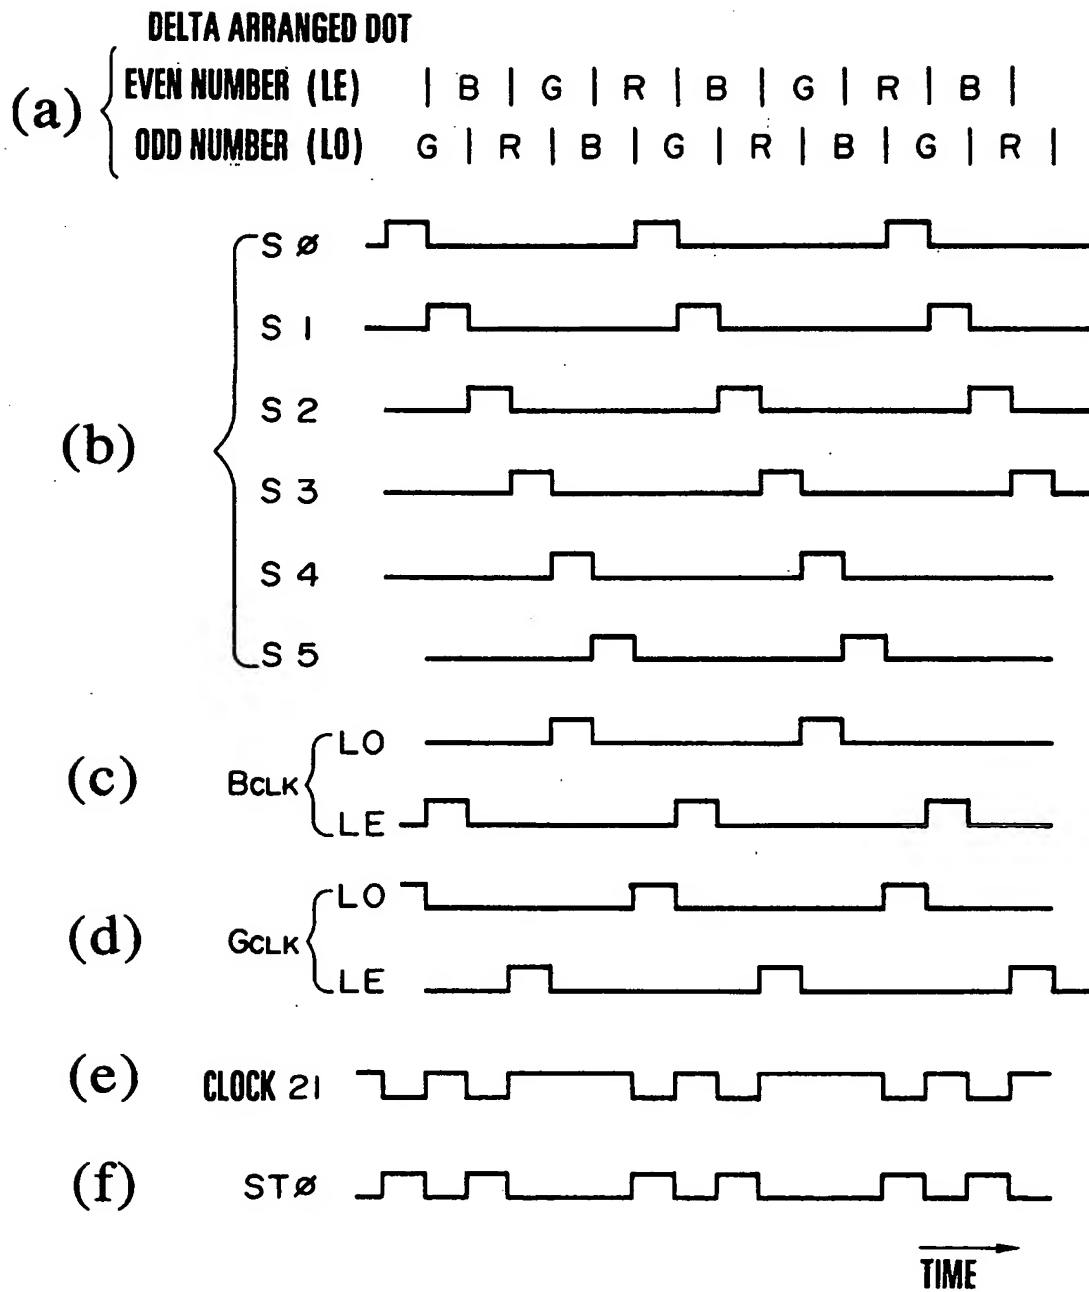 DELTA ARRANGED DOT
(a) EVEN NUMBER (LE) | B | G | R | B | G | R | B |
ODD NUMBER (LO) G | R | B | G | R | B | G | R |
(b)
S Ø
S 1
S 2
S 3
S 4
S 5
(c) BCLK
LO
LE
(d) GCLK
LO
LE
(e) CLOCK 21
(f) STØ
TIME